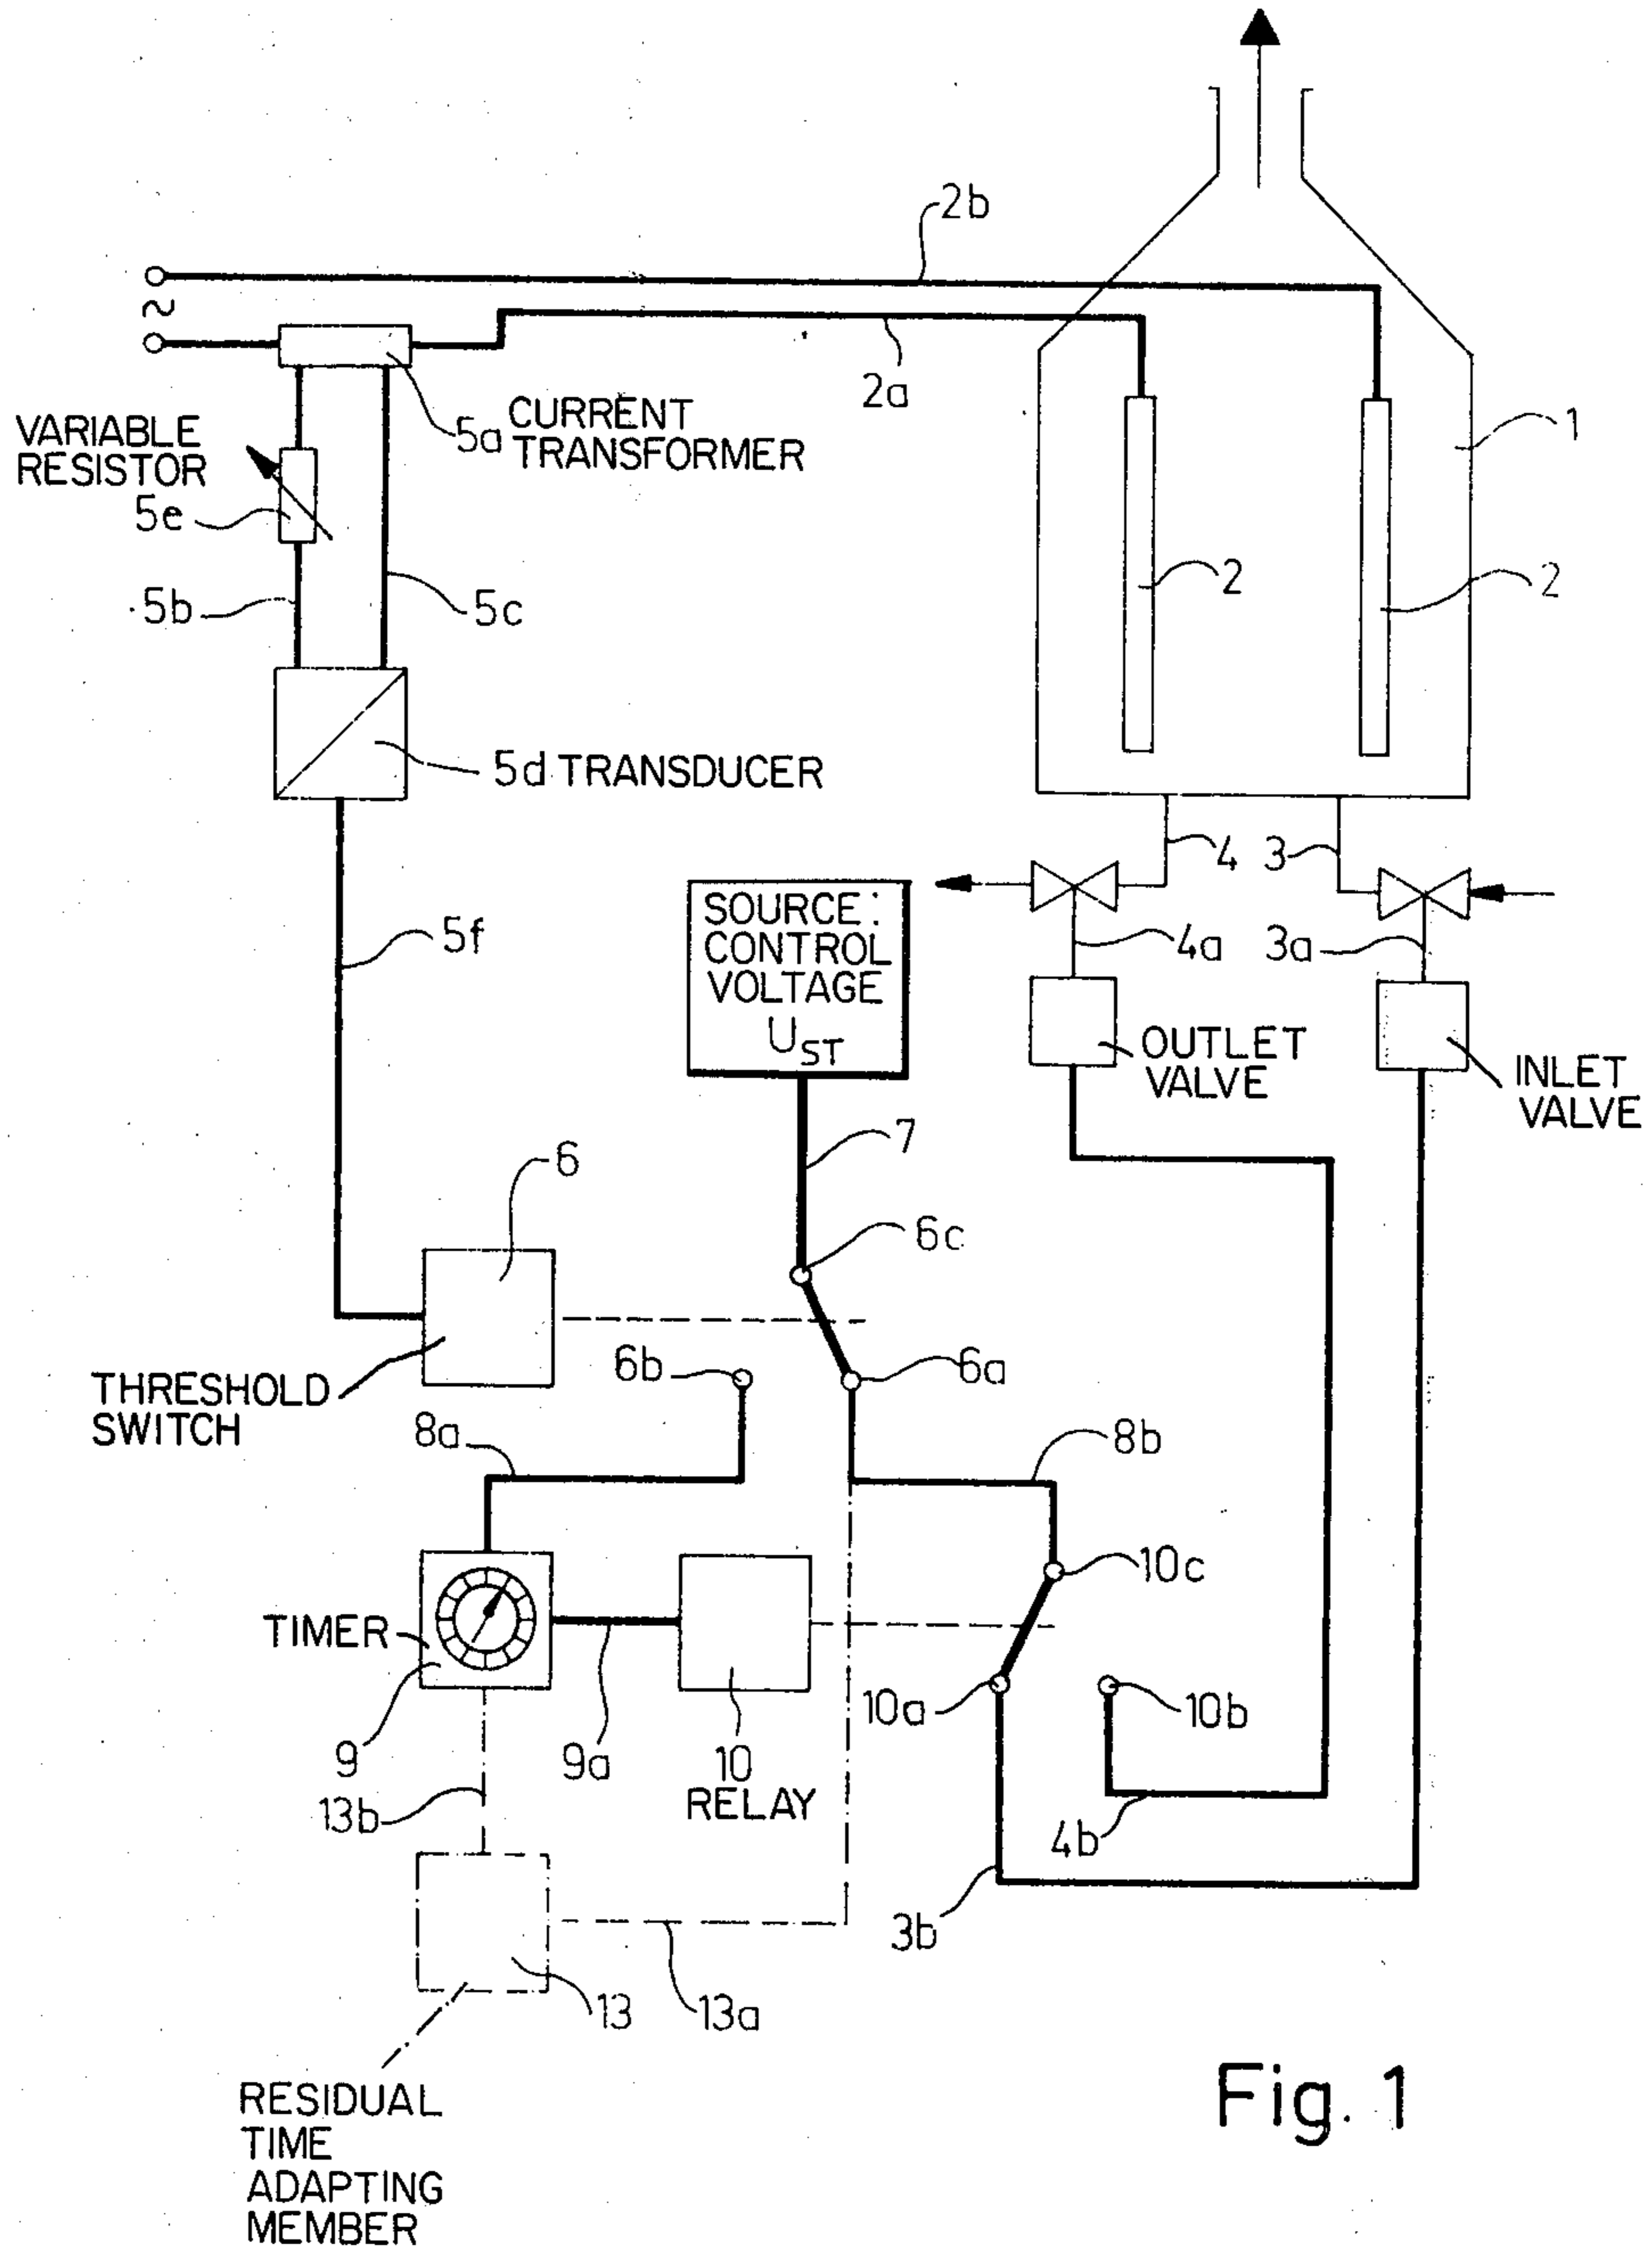 2b
2a
VARIABLE
RESISTOR
5e
5a
CURRENT
TRANSFORMER
1
5b
5c
2
2
5d TRANSDUCER
4
3
SOURCE:
CONTROL
VOLTAGE
UST
5f
4a
3a
OUTLET
VALVE
INLET
VALVE
7
6
6c
6b
6a
THRESHOLD
SWITCH
8a
8b
10c
TIMER
9
9a
10
RELAY
10a
10b
13b
4b
3b
13
13a
RESIDUAL
TIME
ADAPTING
MEMBER
Fig. 1